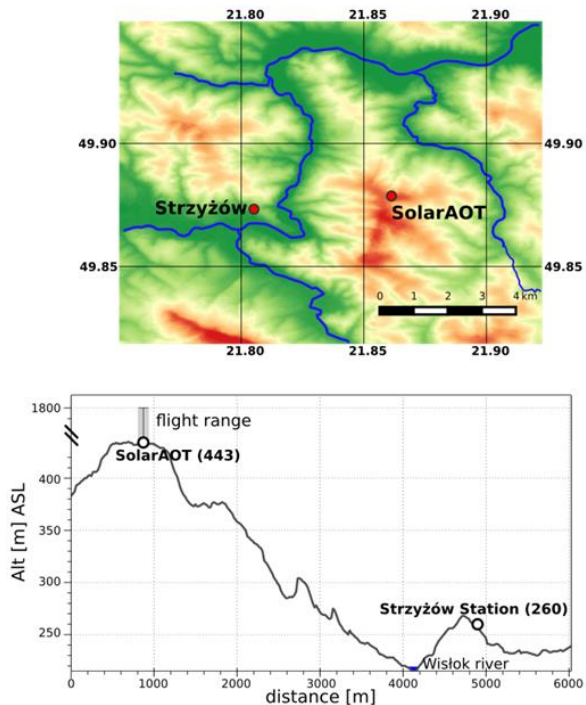 21.80 21.85 21.90
49.90 49.90
Strzyżów
SolarAOT
49.85 49.85
0 1 2 3 4 km
21.80 21.86 21.90
1800
flight range
SolarAOT (443)
400
350
300
Strzyżów Station (260)
250
Wisłok river
Alt [m] ASL
0 1000 2000 3000 4000 5000 6000
distance [m]